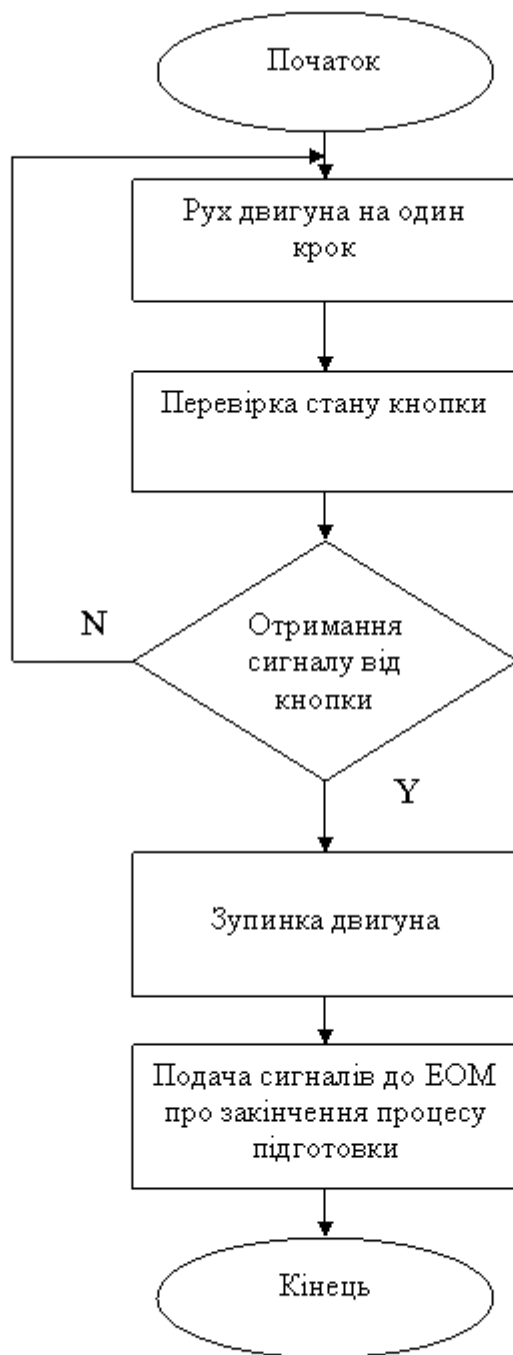 Початок
Рух двигуна на один
крок
Перевірка стану кнопки
N
Отримання
сигналу від
кнопки
Y
Зупинка двигуна
Подача сигналів до ЕОМ
про закінчення процесу
підготовки
Кінець